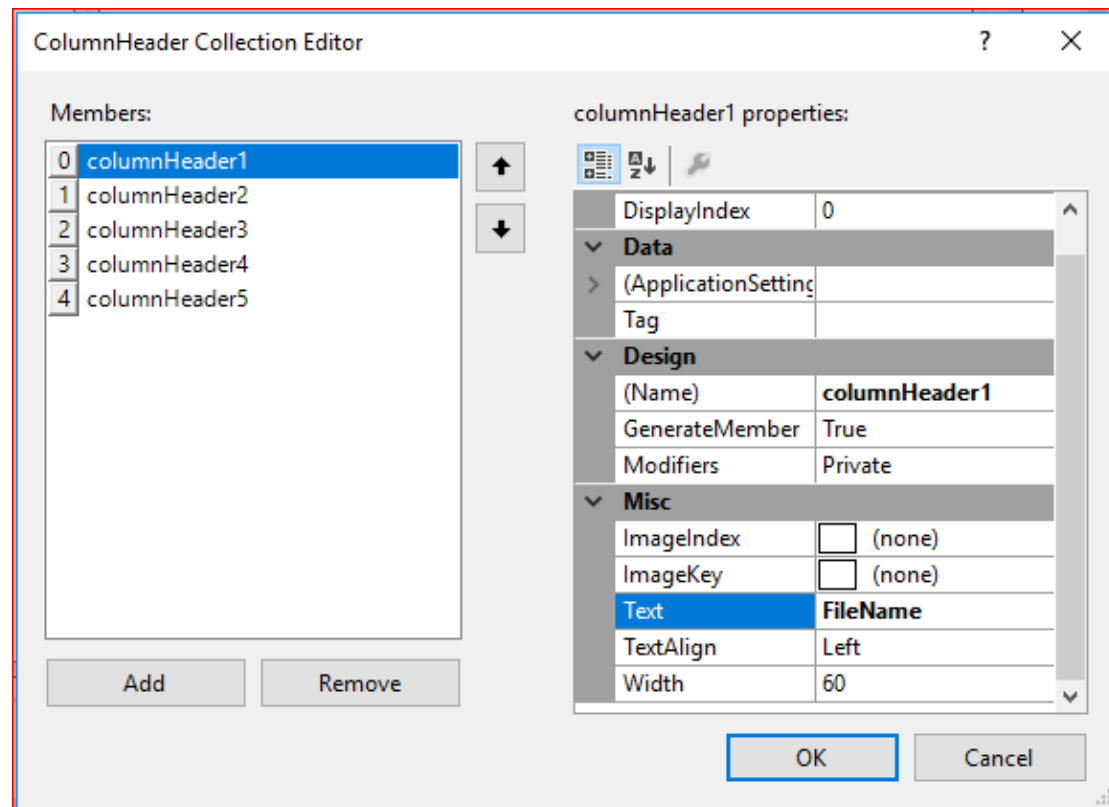 ColumnHeader Collection Editor
?
Members:
0 columnHeader1
1 columnHeader2
2 columnHeader3
3 columnHeader4
4 columnHeader5
Add Remove
columnHeader1 properties:
DisplayIndex 0
Data
(ApplicationSetting
Tag
Design
(Name) columnHeader1
GenerateMember True
Modifiers Private
Misc
ImageIndex (none)
ImageKey (none)
Text FileName
TextAlign Left
Width 60
OK Cancel